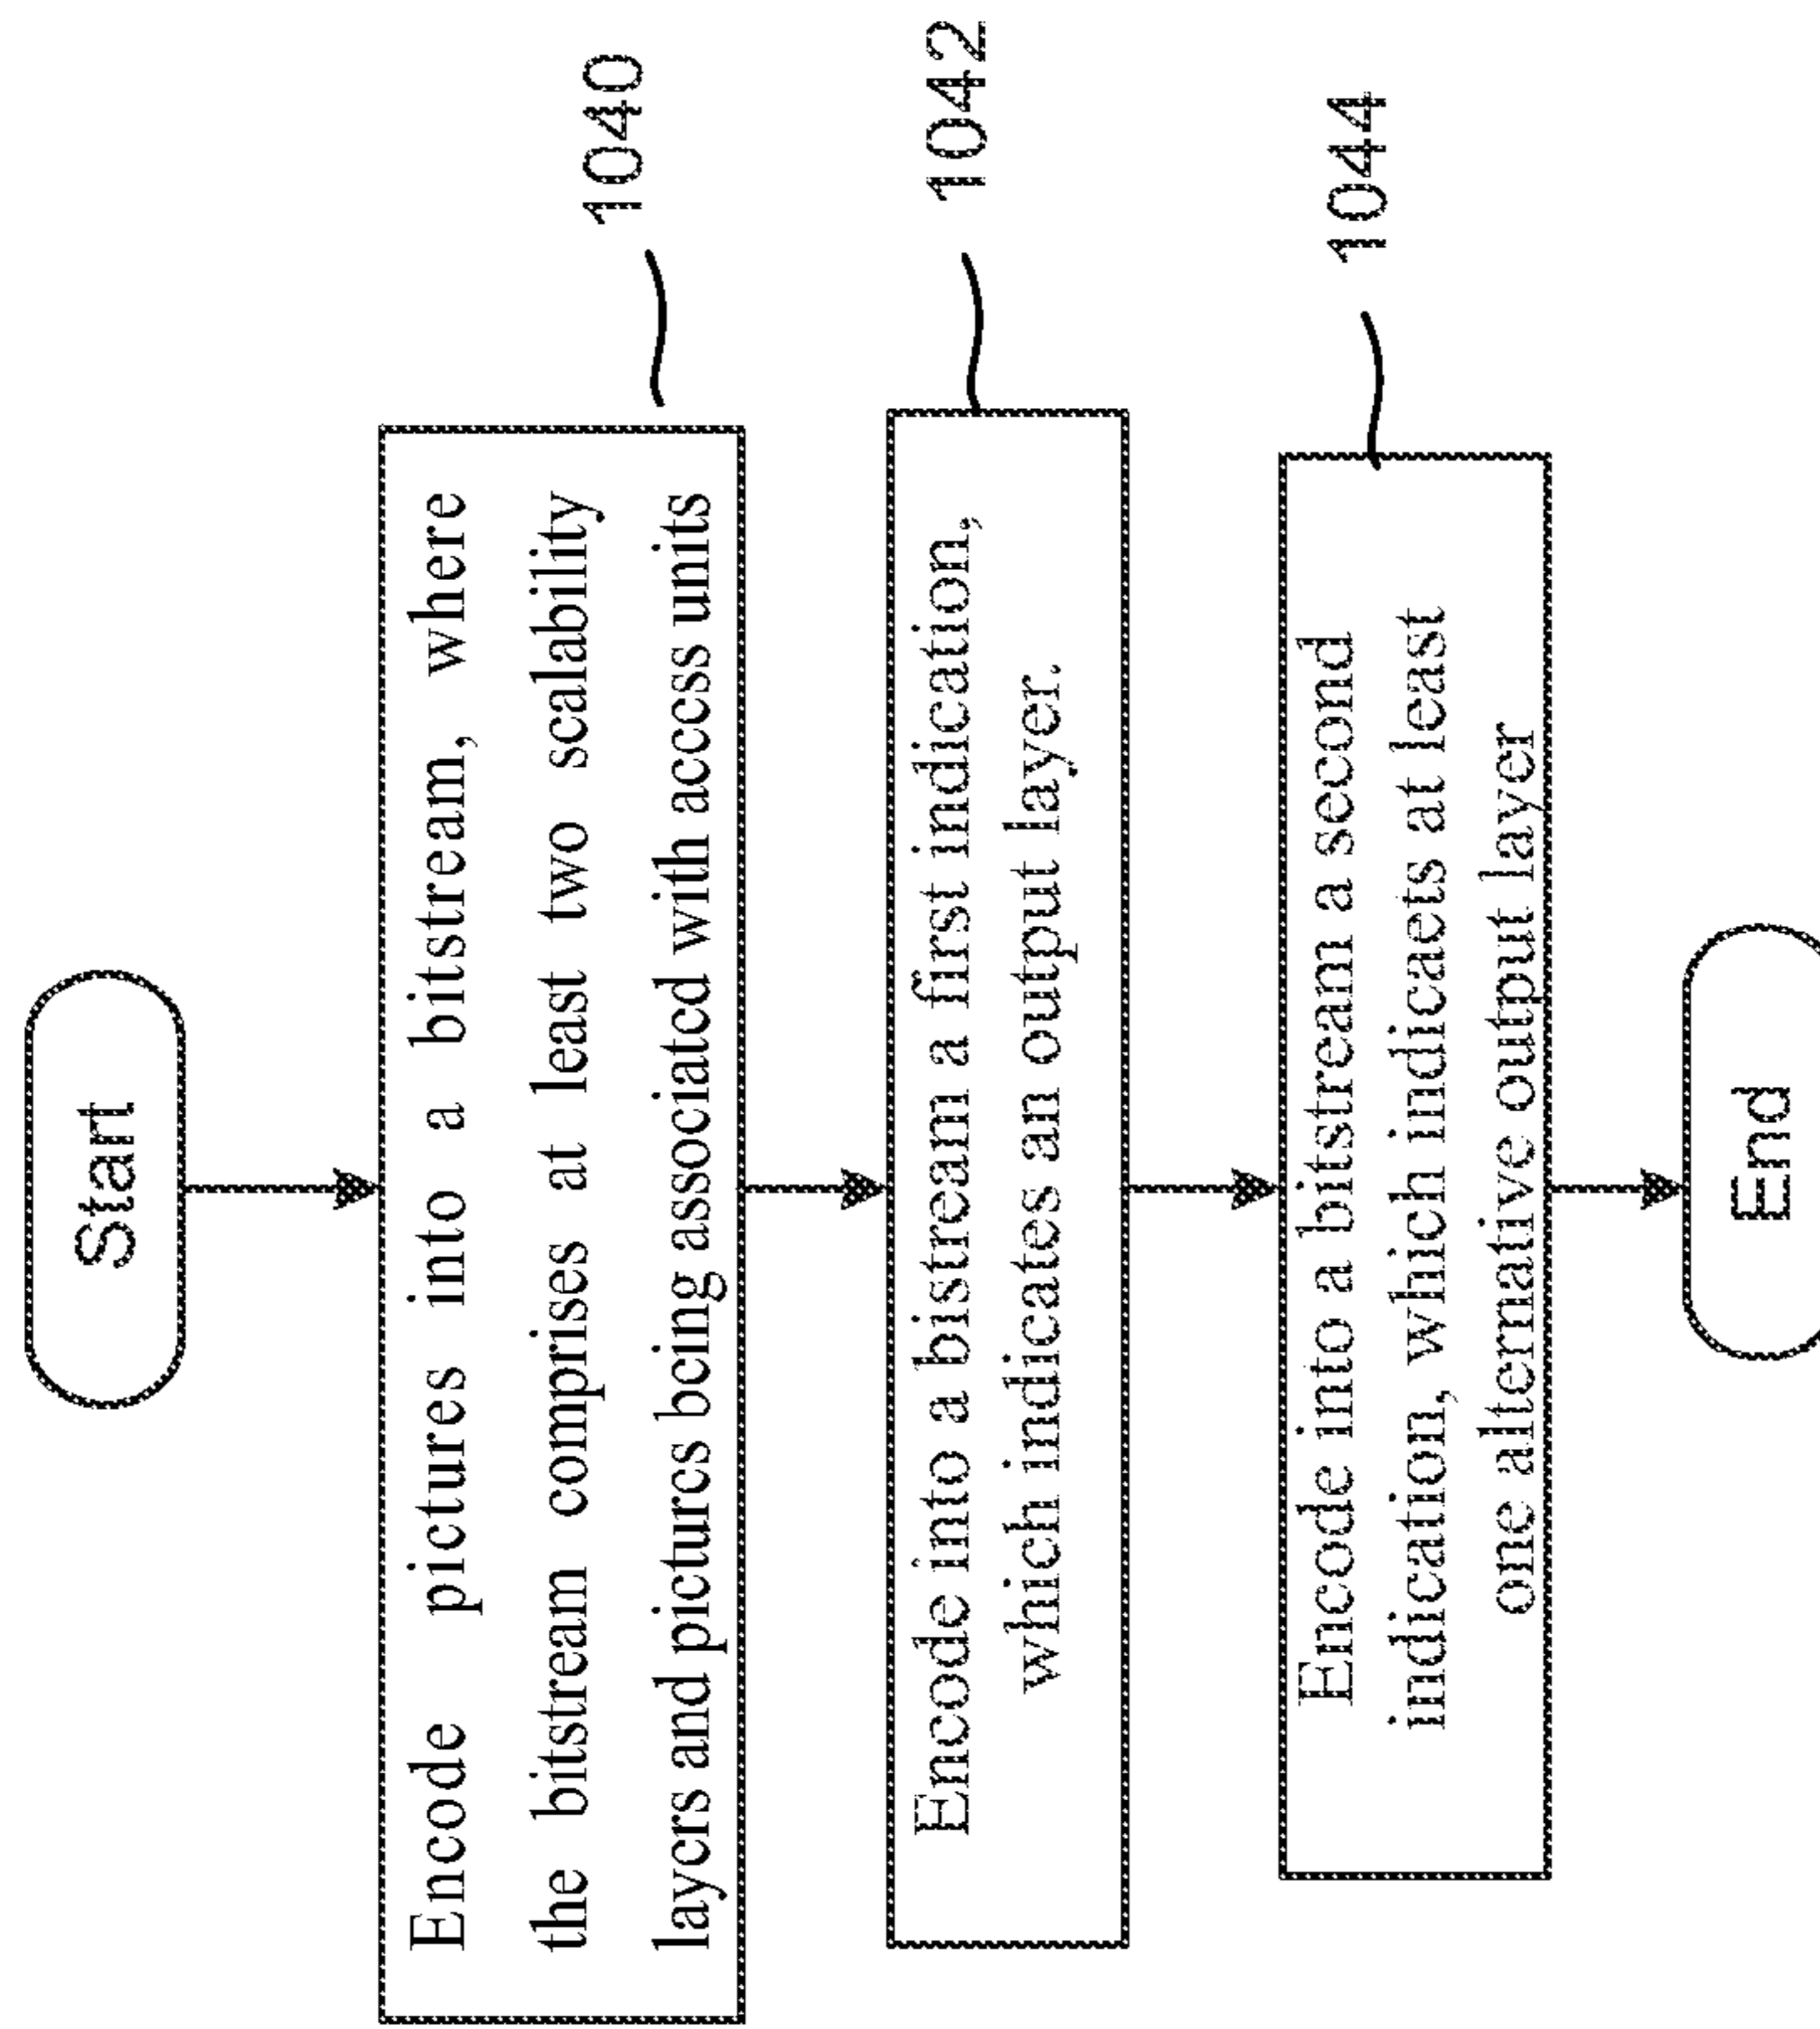 Start
Encode pictures into a bitstream, where
the bitstream comprises at least two scalability
layers and pictures being associated with access units
1040
Encode into a bistream a first indication,
which indicates an output layer.
1042
Encode into a bitstream a second
indication, which indicaets at least
one alternative output layer
1044
End